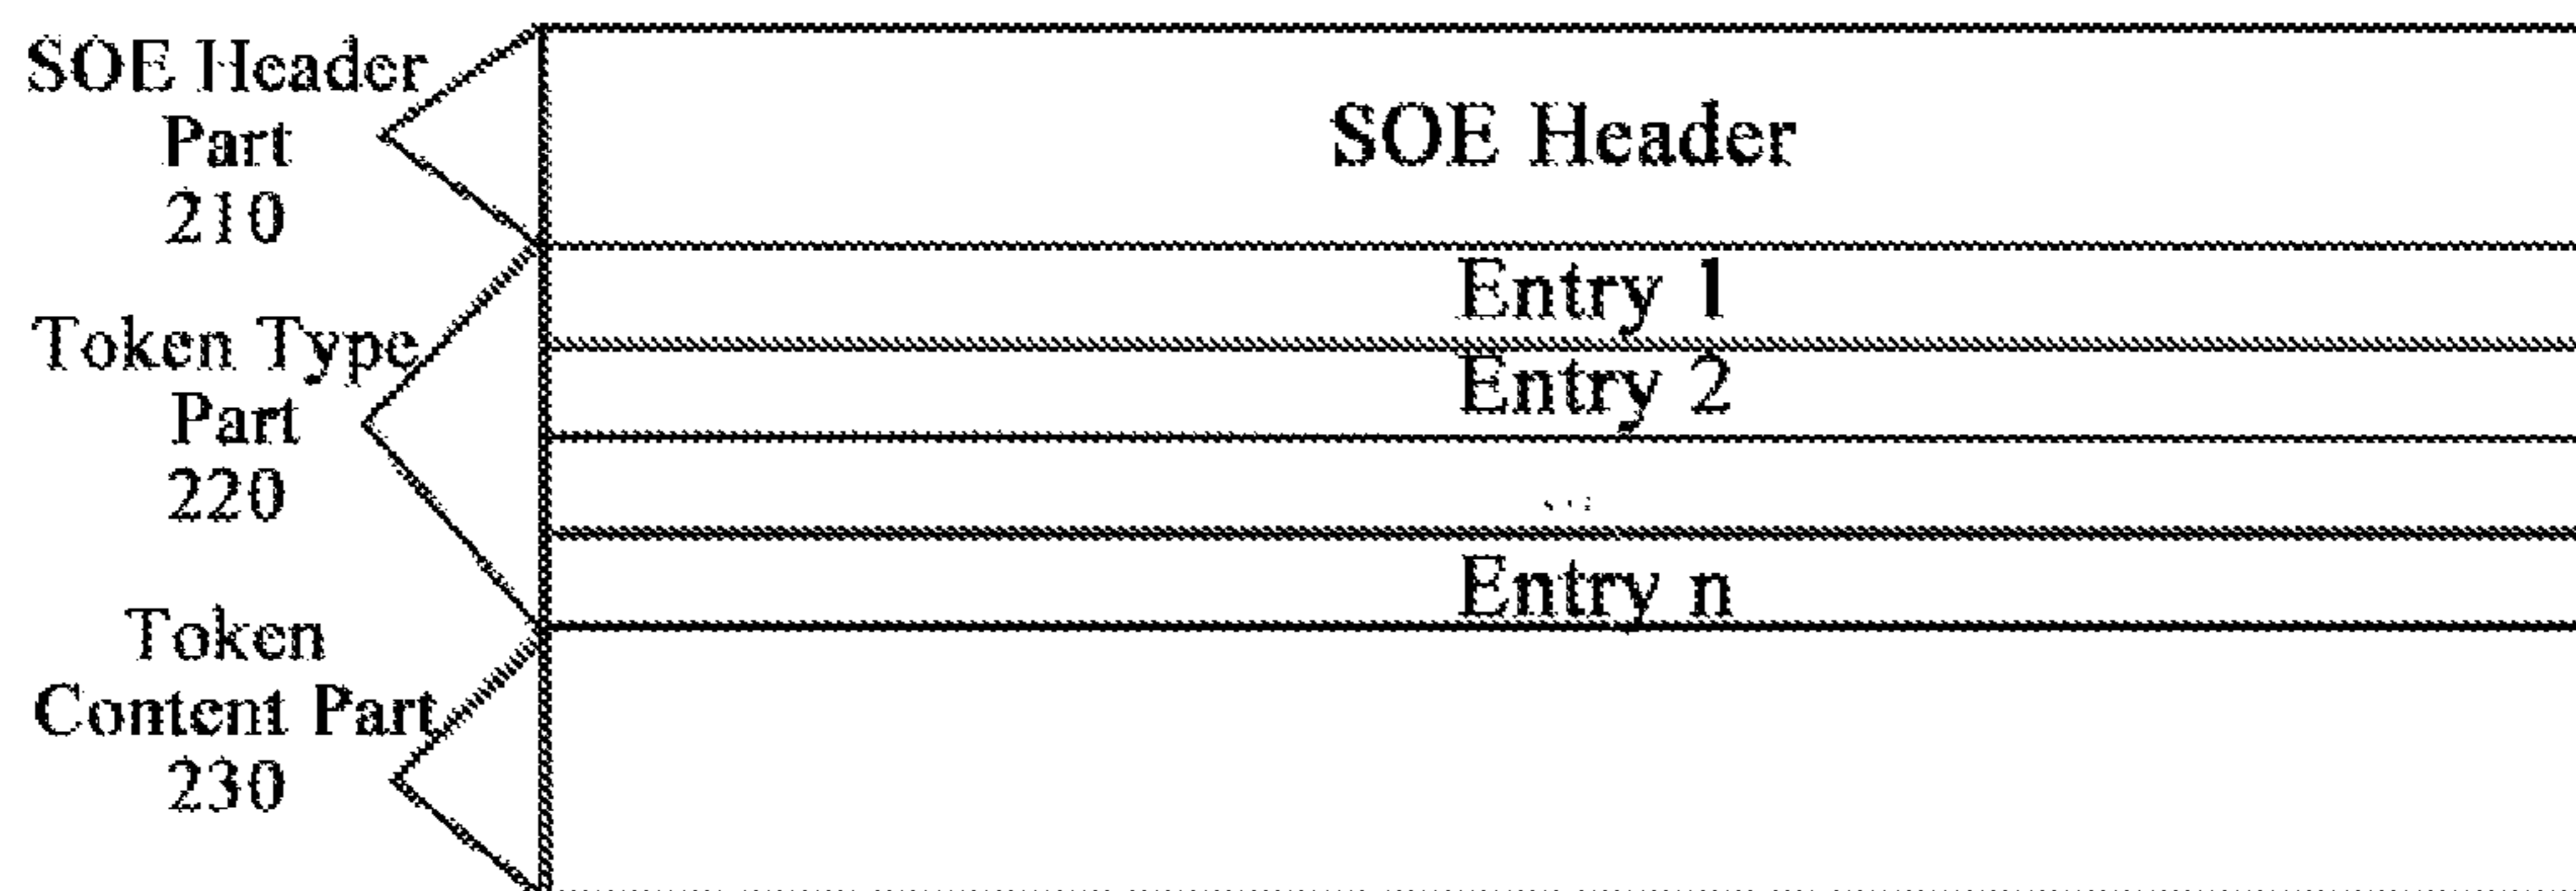 SOE Header
Part
210
SOE Header
Token Type
Part
220
Entry 1
Entry 2
...
Entry n
Token
Content Part
230